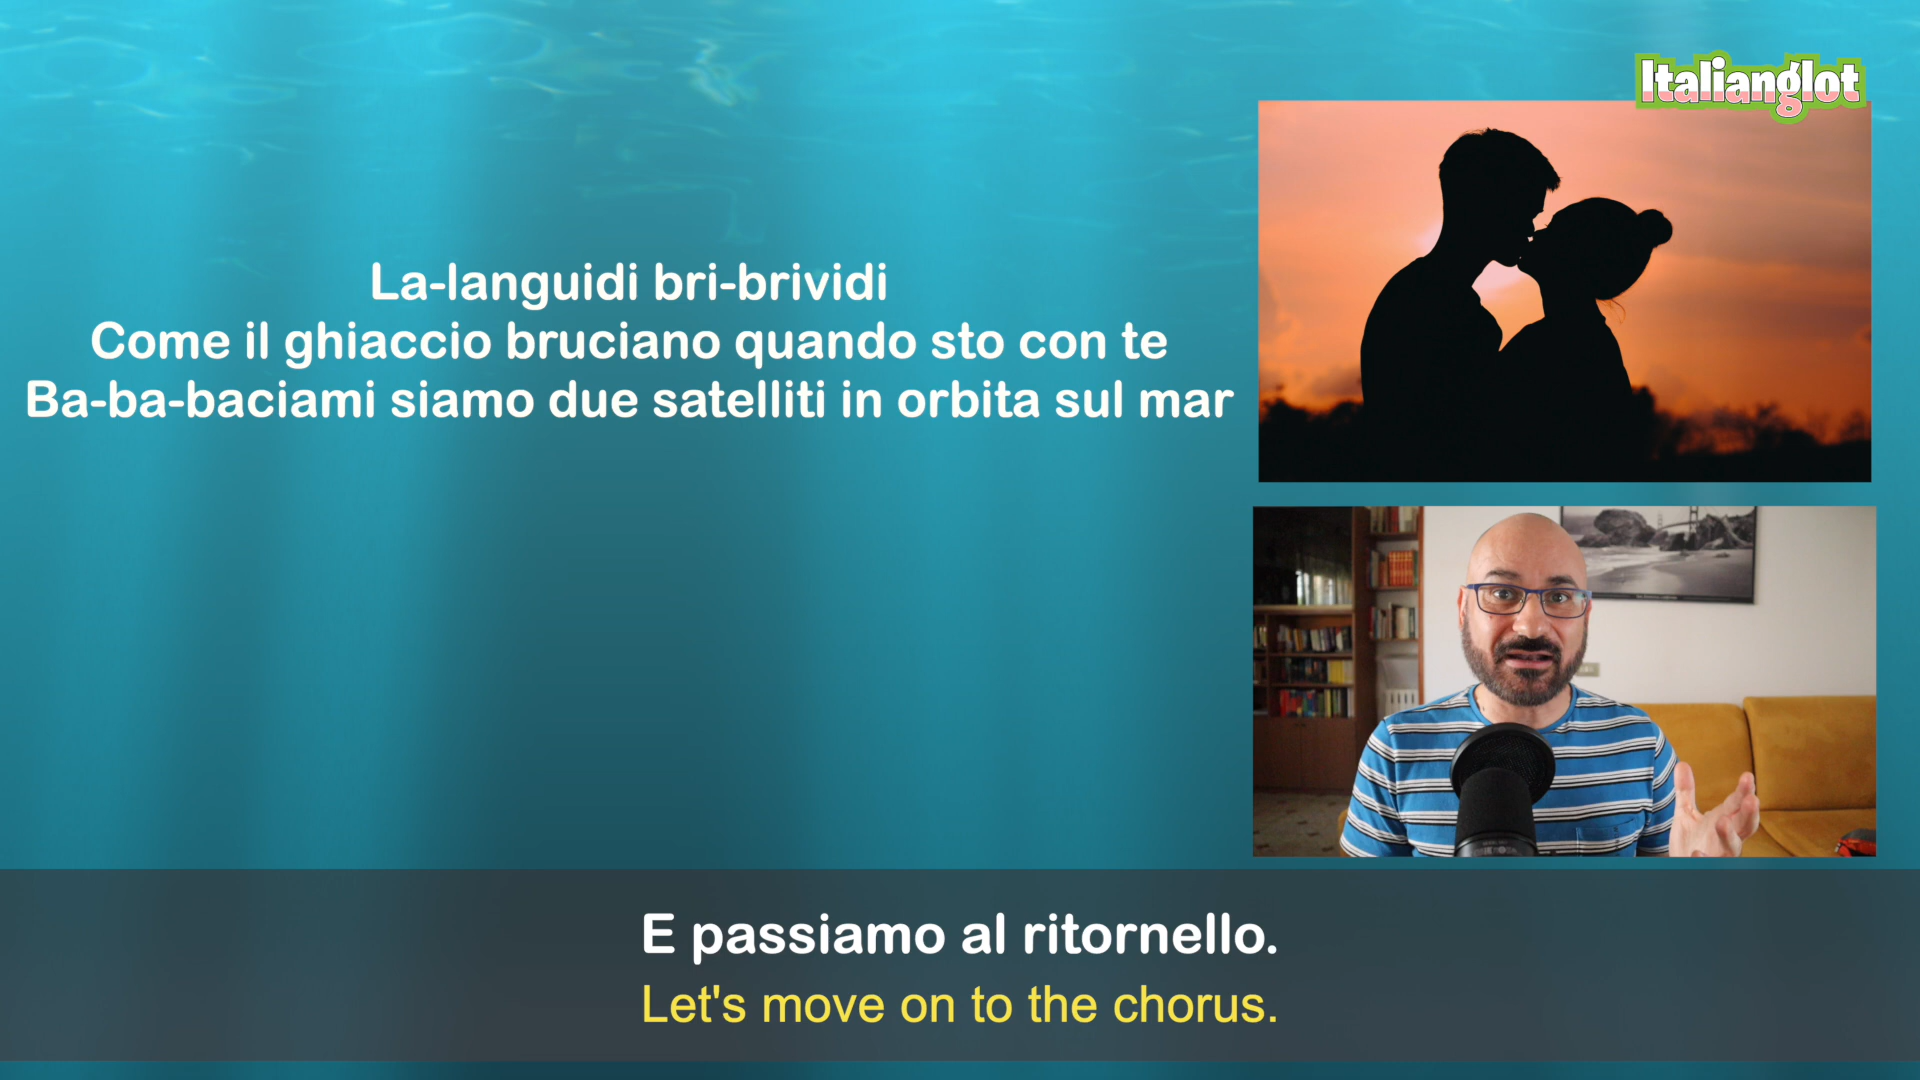 Italianglot
La-languidi bri-brividi
Come il ghiaccio bruciano quando sto con te
Ba-ba-baciami siamo due satelliti in orbita sul mar
E passiamo al ritornello.
Let's move on to the chorus.